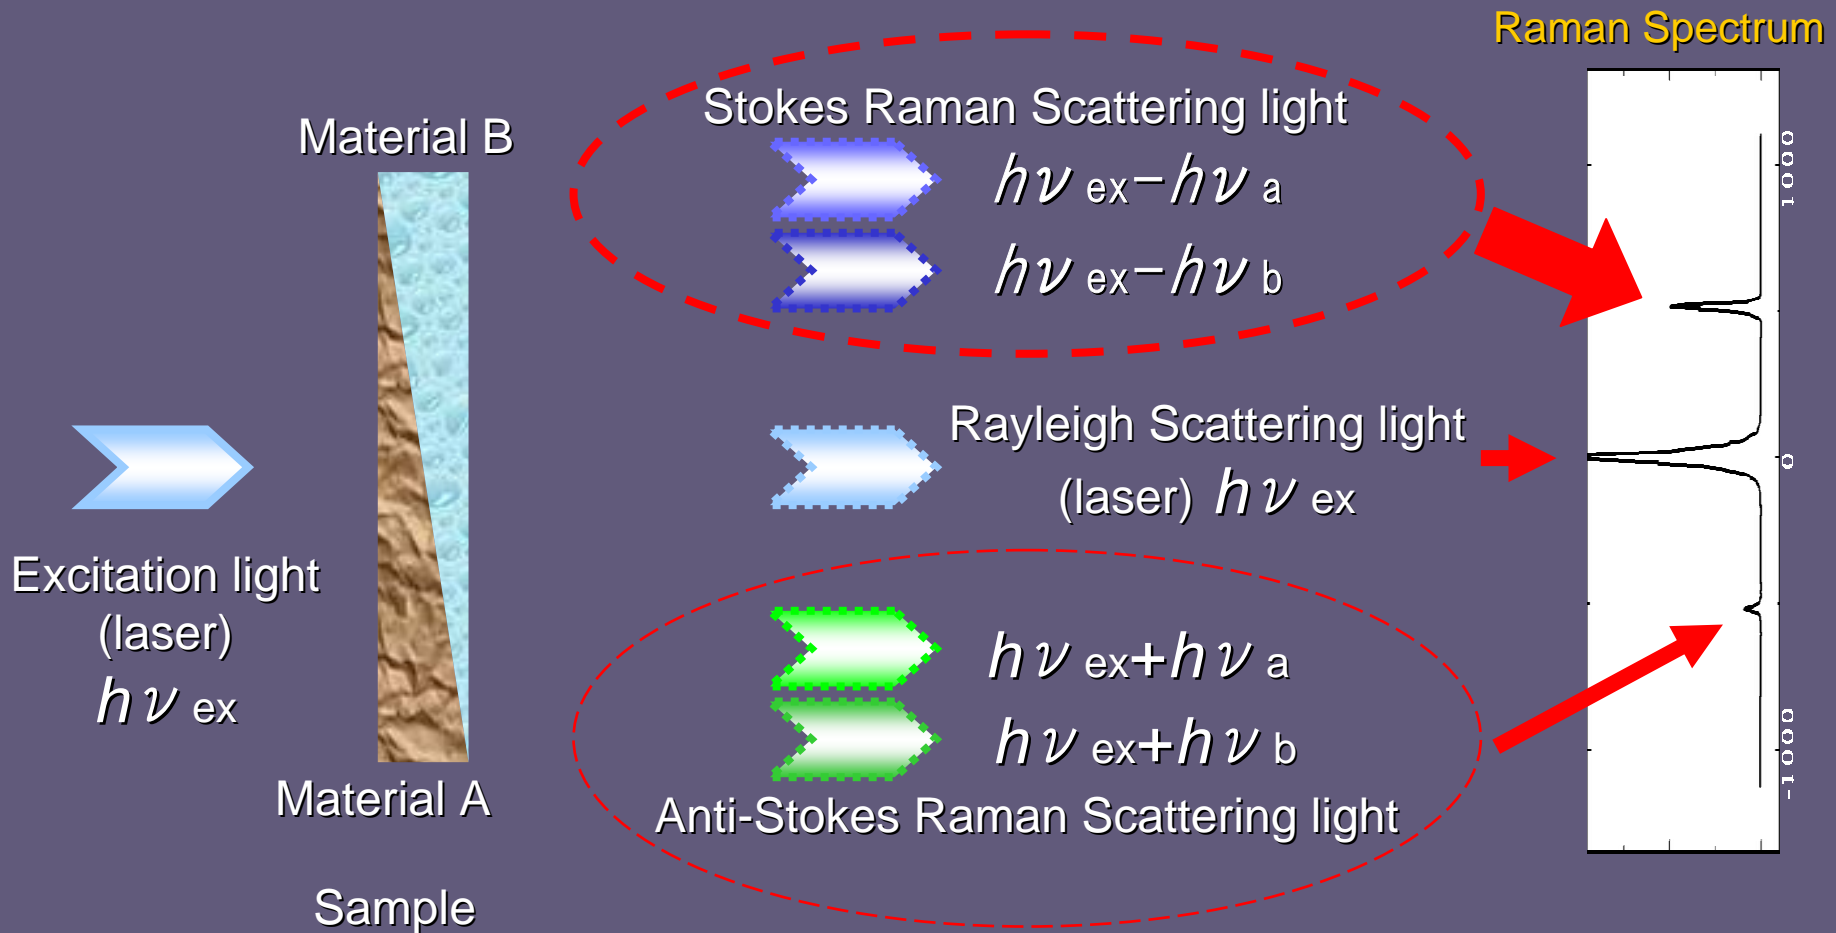 Raman Spectrum
Stokes Raman Scattering light
Material B
hν ex−hν a
hν ex−hν b
1000
Rayleigh Scattering light
(laser) hν ex
0
Excitation light
(laser)
hν ex
hν ex+hν a
hν ex+hν b
-1000
Material A
Anti-Stokes Raman Scattering light
Sample